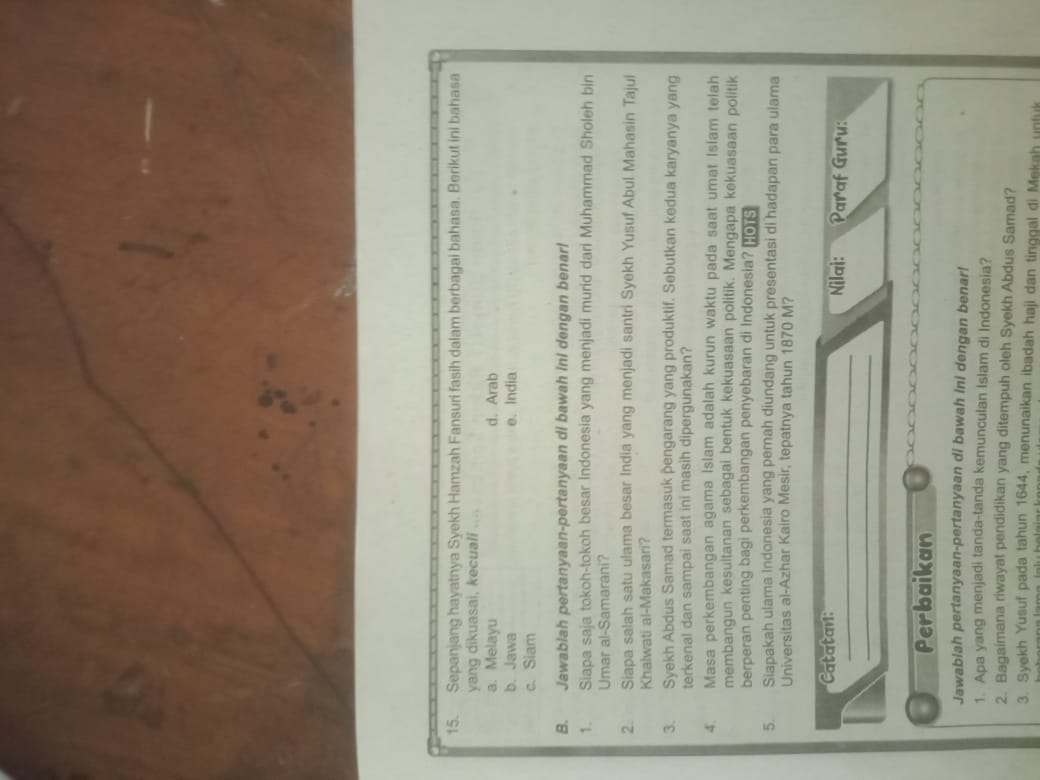 15. Sepanjang hayatnya Syekh Hamzah Fansuri fasih dalam berbagai bahasa. Berikut ini bahasa
yang dikuasai, kecuali ....
a. Melayu d. Arab
b. Jawa e. India
c. Siam
B. Jawablah pertanyaan-pertanyaan di bawah ini dengan benar!
1. Siapa saja tokoh-tokoh besar Indonesia yang menjadi murid dari Muhammad Sholeh bin
Umar al-Samarani?
2. Siapa salah satu ulama besar India yang menjadi santri Syekh Yusuf Abul Mahasin Tajul
Khalwati al-Makasari?
3. Syekh Abdus Samad termasuk pengarang yang produktif. Sebutkan kedua karyanya yang
terkenal dan sampai saat ini masih dipergunakan?
4. Masa perkembangan agama Islam adalah kurun waktu pada saat umat Islam telah
membangun kesultanan sebagai bentuk kekuasaan politik. Mengapa kekuasaan politik
berperan penting bagi perkembangan penyebaran di Indonesia? HOTS
5. Siapakah ulama Indonesia yang pernah diundang untuk presentasi di hadapan para ulama
Universitas al-Azhar Kairo Mesir, tepatnya tahun 1870 M?
Catatan:
Nilai:
Paraf Guru:
Perbaikan
Jawablah pertanyaan-pertanyaan di bawah ini dengan benar!
1. Apa yang menjadi tanda-tanda kemunculan Islam di Indonesia?
2. Bagaimana riwayat pendidikan yang ditempuh oleh Syekh Abdus Samad?
3. Syekh Yusuf pada tahun 1644, menunaikan ibadah haji dan tinggal di Mekah untuk